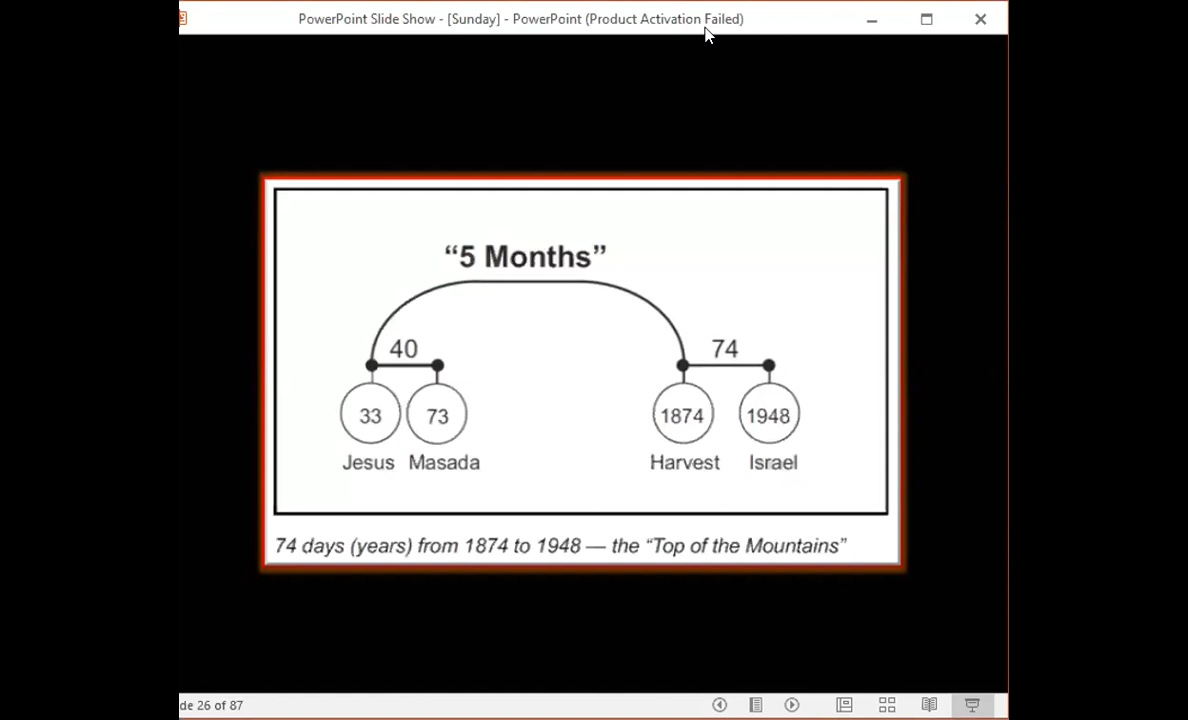 PowerPoint Slide Show - [Sunday] - PowerPoint (Product Activation Failed)
“5 Months”
40
74
33
73
1874
1948
Jesus
Masada
Harvest
Israel
74 days (years) from 1874 to 1948 — the “Top of the Mountains”
de 26 of 87